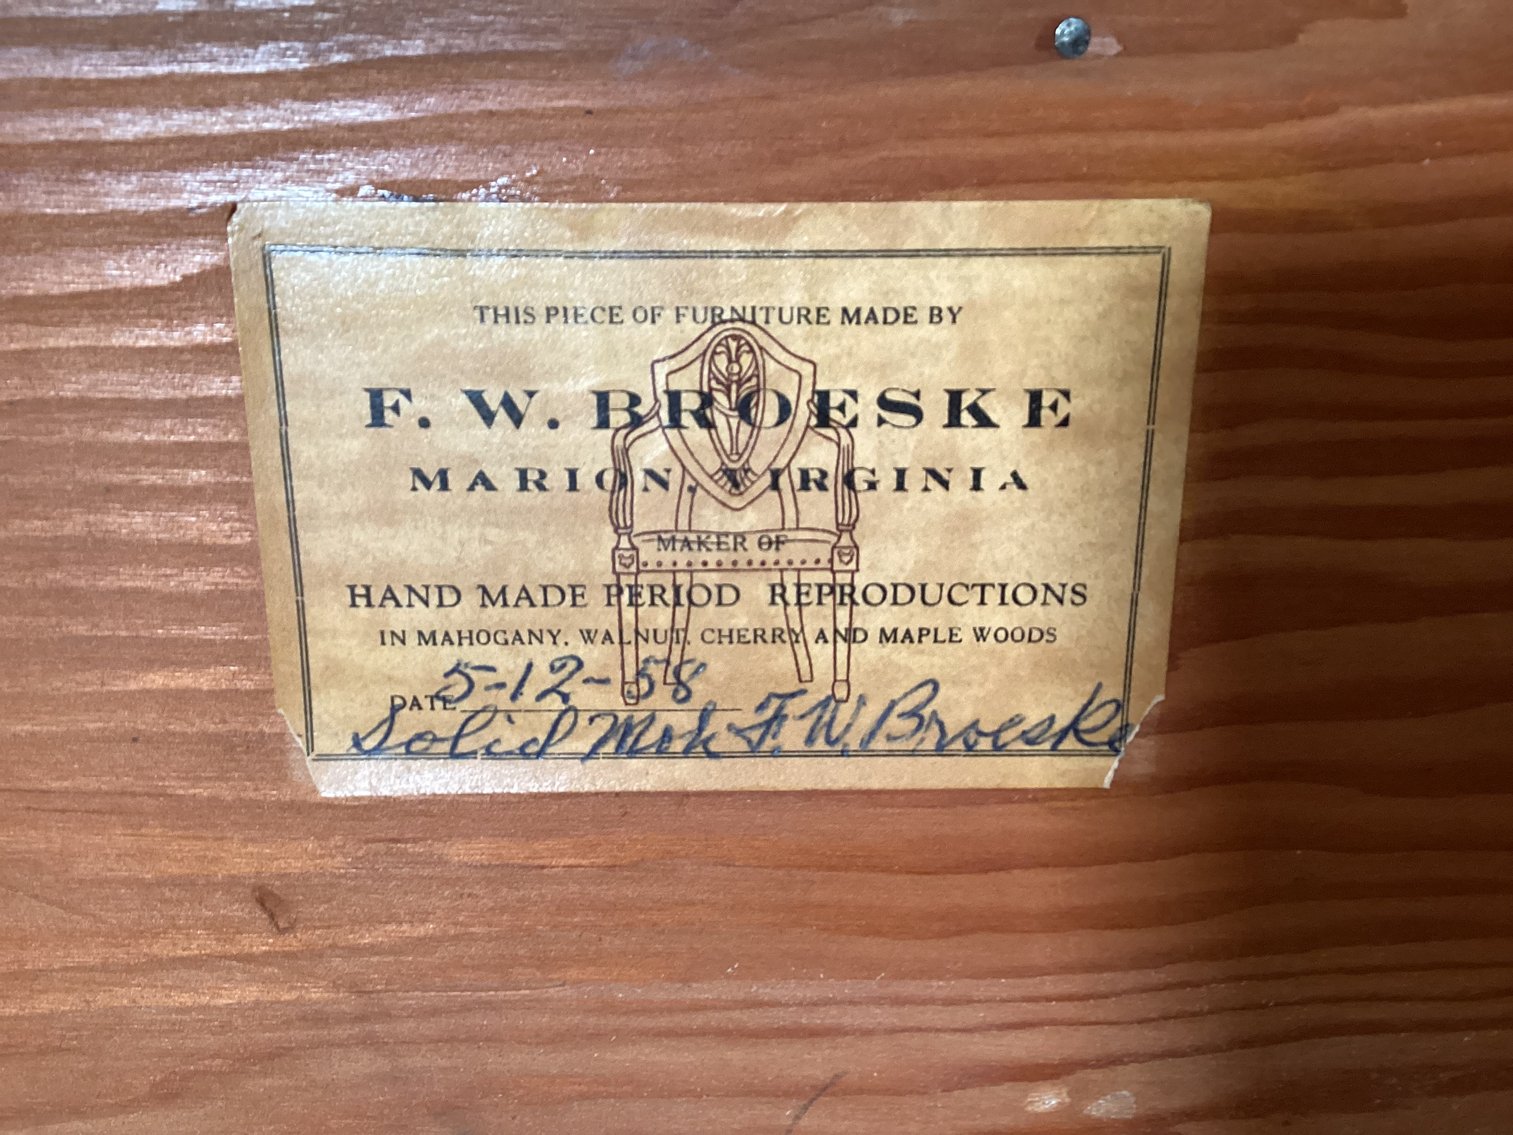 THIS PIECE OF FURNITURE MADE BY
F. W. BROESKE
MARION, VIRGINIA
MAKER OF
HAND MADE PERIOD REPRODUCTIONS
IN MAHOGANY, WALNUT, CHERRY AND MAPLE WOODS
DATE 5-12-58
Solid Moh F.W. Broeske